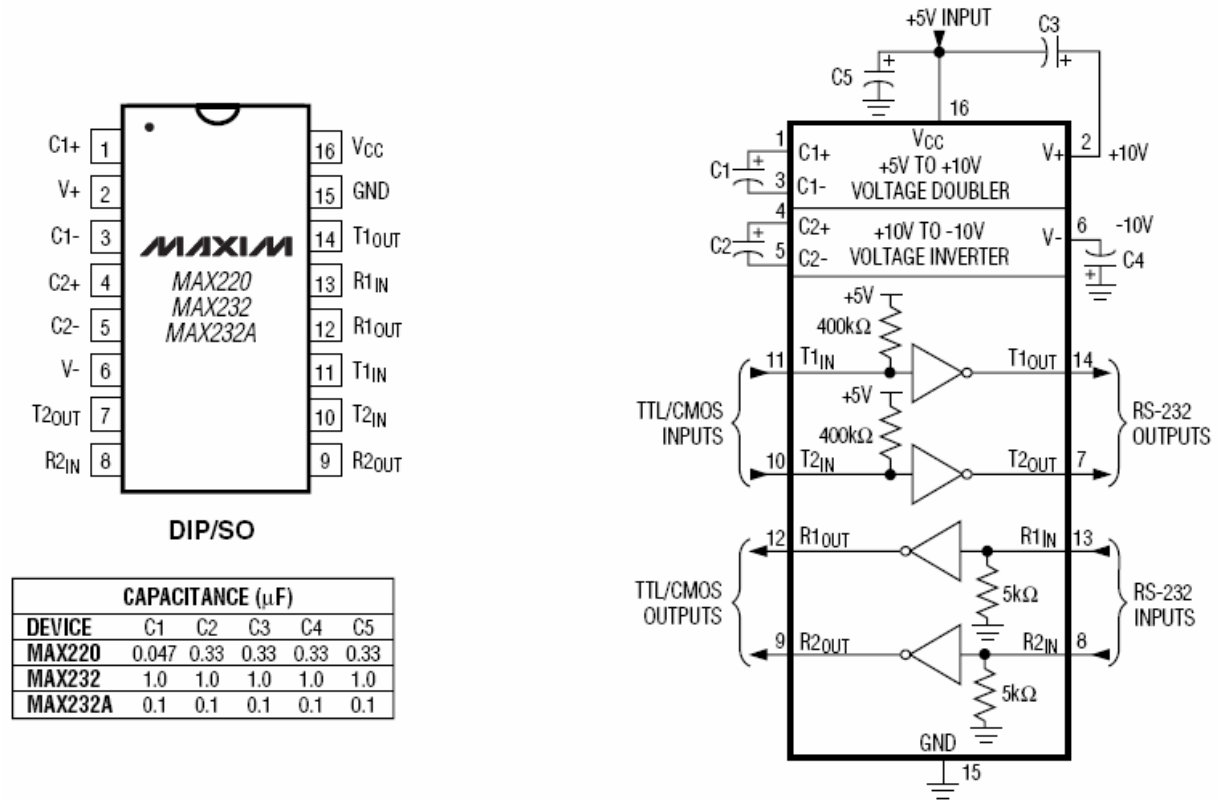 C1+ 1
V+ 2
C1- 3
C2+ 4
C2- 5
V- 6
T2OUT 7
R2IN 8
MAXIM
MAX220
MAX232
MAX232A
16 VCC
15 GND
14 T1OUT
13 R1IN
12 R1OUT
11 T1IN
10 T2IN
9 R2OUT
DIP/SO
CAPACITANCE (μF)
DEVICE C1 C2 C3 C4 C5
MAX220 0.047 0.33 0.33 0.33 0.33
MAX232 1.0 1.0 1.0 1.0 1.0
MAX232A 0.1 0.1 0.1 0.1 0.1
+5V INPUT
C3
+
C5
+
16
VCC
1
C1+
C1
+
3
C1-
+5V TO +10V
VOLTAGE DOUBLER
V+
2
+10V
4
C2+
C2
+
5
C2-
+10V TO -10V
VOLTAGE INVERTER
V-
6
-10V
C4
+
+5V
400kΩ
11
T1IN
T1OUT
14
+5V
400kΩ
TTL/CMOS
INPUTS
RS-232
OUTPUTS
10
T2IN
T2OUT
7
12
R1OUT
R1IN
13
5kΩ
TTL/CMOS
OUTPUTS
RS-232
INPUTS
9
R2OUT
R2IN
8
5kΩ
GND
15